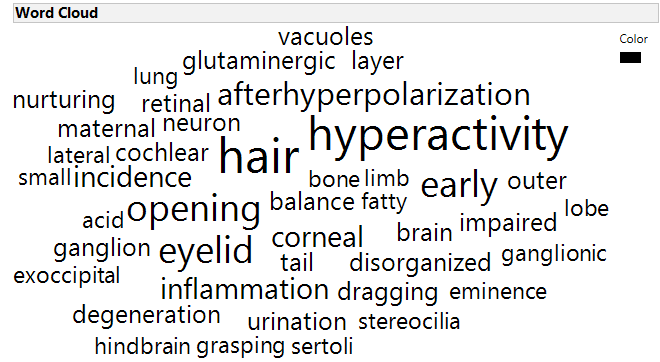 Word Cloud
Color
vacuoles
glutaminergic layer
lung
nurturing retinal afterhyperpolarization
maternal neuron hyperactivity
lateral cochlear hair
small incidence bone limb early outer
acid opening balance fatty impaired lobe
ganglion eyelid corneal brain ganglionic
exoccipital tail disorganized
inflammation dragging eminence
degeneration urination stereocilia
hindbrain grasping sertoli